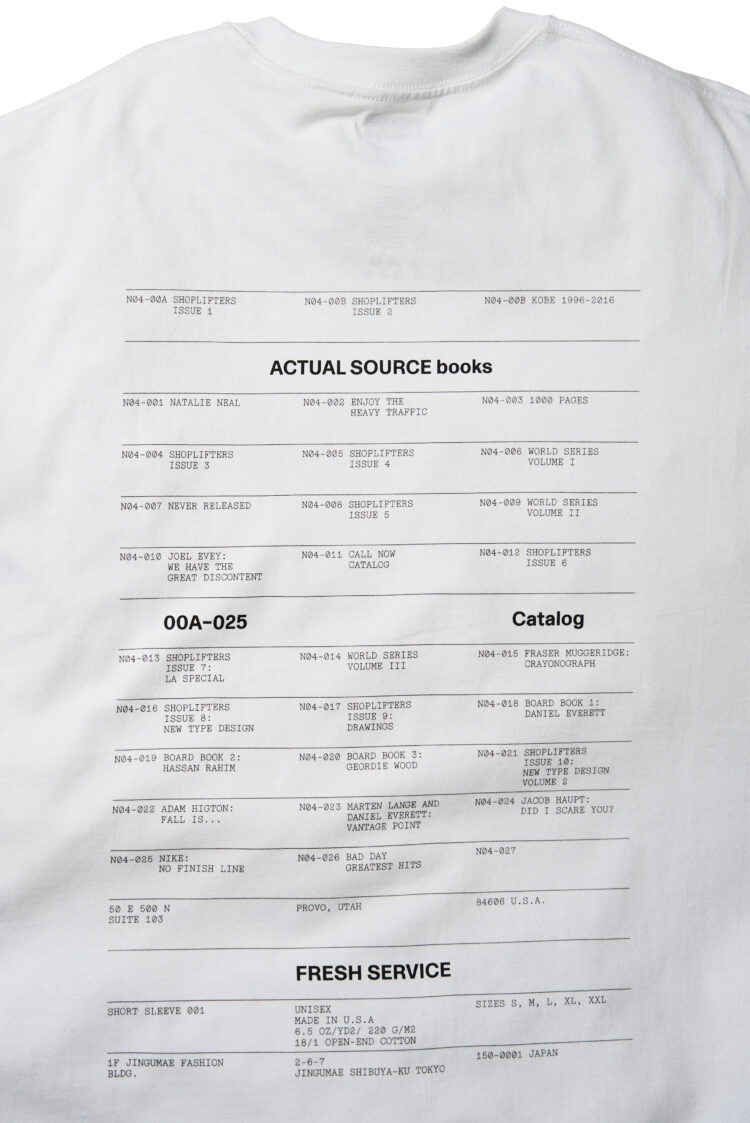 N04-00A SHOPLIFTERS
ISSUE 1
N04-00B SHOPLIFTERS
ISSUE 2
N04-00B KOBE 1996-2016
ACTUAL SOURCE books
N04-001 NATALIE NEAL
N04-002 ENJOY THE
HEAVY TRAFFIC
N04-003 1000 PAGES
N04-004 SHOPLIFTERS
ISSUE 3
N04-005 SHOPLIFTERS
ISSUE 4
N04-006 WORLD SERIES
VOLUME I
N04-007 NEVER RELEASED
N04-008 SHOPLIFTERS
ISSUE 5
N04-009 WORLD SERIES
VOLUME II
N04-010 JOEL EVEY:
WE HAVE THE
GREAT DISCONTENT
N04-011 CALL NOW
CATALOG
N04-012 SHOPLIFTERS
ISSUE 6
00A–025
Catalog
N04-013 SHOPLIFTERS
ISSUE 7:
LA SPECIAL
N04-014 WORLD SERIES
VOLUME III
N04-015 FRASER MUGGERIDGE:
CRAYONOGRAPH
N04-016 SHOPLIFTERS
ISSUE 8:
NEW TYPE DESIGN
N04-017 SHOPLIFTERS
ISSUE 9:
DRAWINGS
N04-018 BOARD BOOK 1:
DANIEL EVERETT
N04-019 BOARD BOOK 2:
HASSAN RAHIM
N04-020 BOARD BOOK 3:
GEORDIE WOOD
N04-021 SHOPLIFTERS
ISSUE 10:
NEW TYPE DESIGN
VOLUME 2
N04-022 ADAM HIGTON:
FALL IS...
N04-023 MARTEN LANGE AND
DANIEL EVERETT:
VANTAGE POINT
N04-024 JACOB HAUPT:
DID I SCARE YOU?
N04-025 NIKE:
NO FINISH LINE
N04-026 BAD DAY
GREATEST HITS
N04-027
50 E 500 N
SUITE 103
PROVO, UTAH
84606 U.S.A.
FRESH SERVICE
SHORT SLEEVE 001
UNISEX
MADE IN U.S.A
6.5 OZ/YD2/ 220 G/M2
18/1 OPEN-END COTTON
SIZES S, M, L, XL, XXL
1F JINGUMAE FASHION
BLDG.
2-6-7
JINGUMAE SHIBUYA-KU TOKYO
150-0001 JAPAN